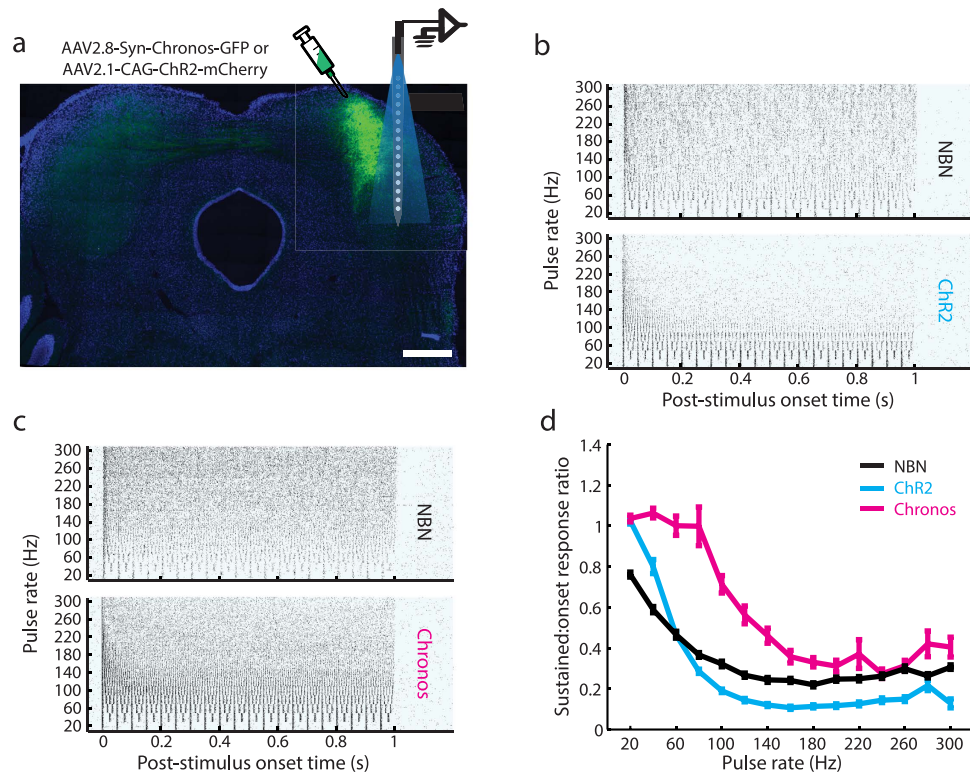 a
AAV2.8-Syn-Chronos-GFP or
AAV2.1-CAG-ChR2-mCherry
b
Pulse rate (Hz)
300
260
220
180
140
100
60
20
NBN
300
260
220
180
140
100
60
20
ChR2
0 0.2 0.4 0.6 0.8 1
Post-stimulus onset time (s)
c
Pulse rate (Hz)
300
260
220
180
140
100
60
20
NBN
300
260
220
180
140
100
60
20
Chronos
0 0.2 0.4 0.6 0.8 1
Post-stimulus onset time (s)
d
Sustained:onset response ratio
1.4
1.2
1
0.8
0.6
0.4
0.2
0
NBN
ChR2
Chronos
20 60 100 140 180 220 260 300
Pulse rate (Hz)